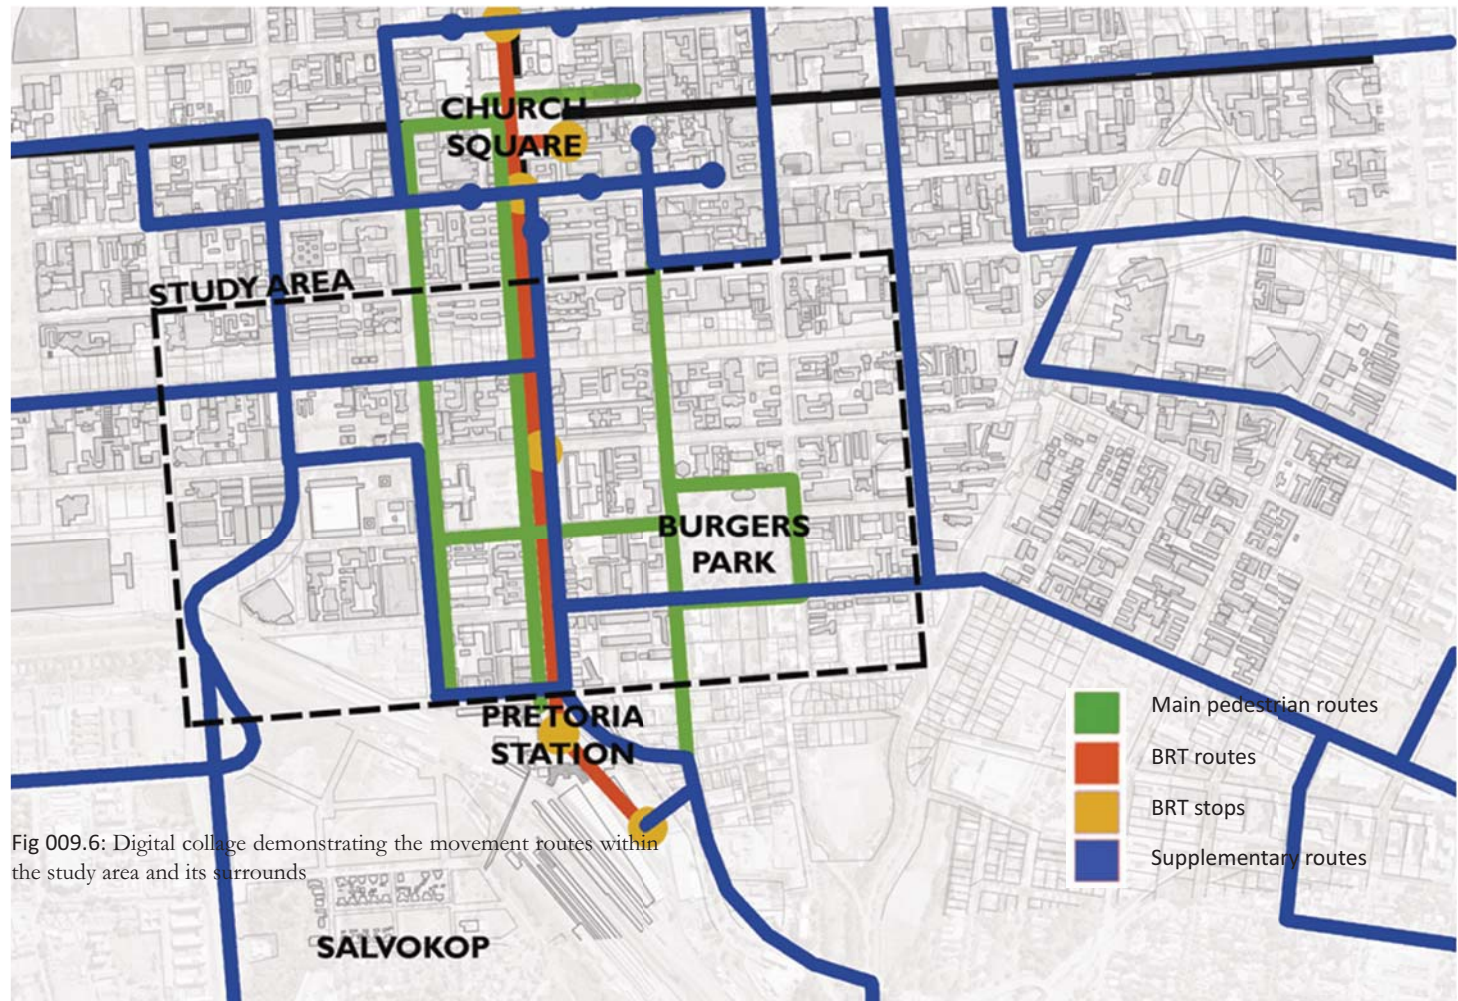 CHURCH
SQUARE
STUDY AREA
BURGERS
PARK
PRETORIA
STATION
Main pedestrian routes
BRT routes
BRT stops
Supplementary routes
Fig 009.6: Digital collage demonstrating the movement routes within
the study area and its surrounds
SALVOKOP